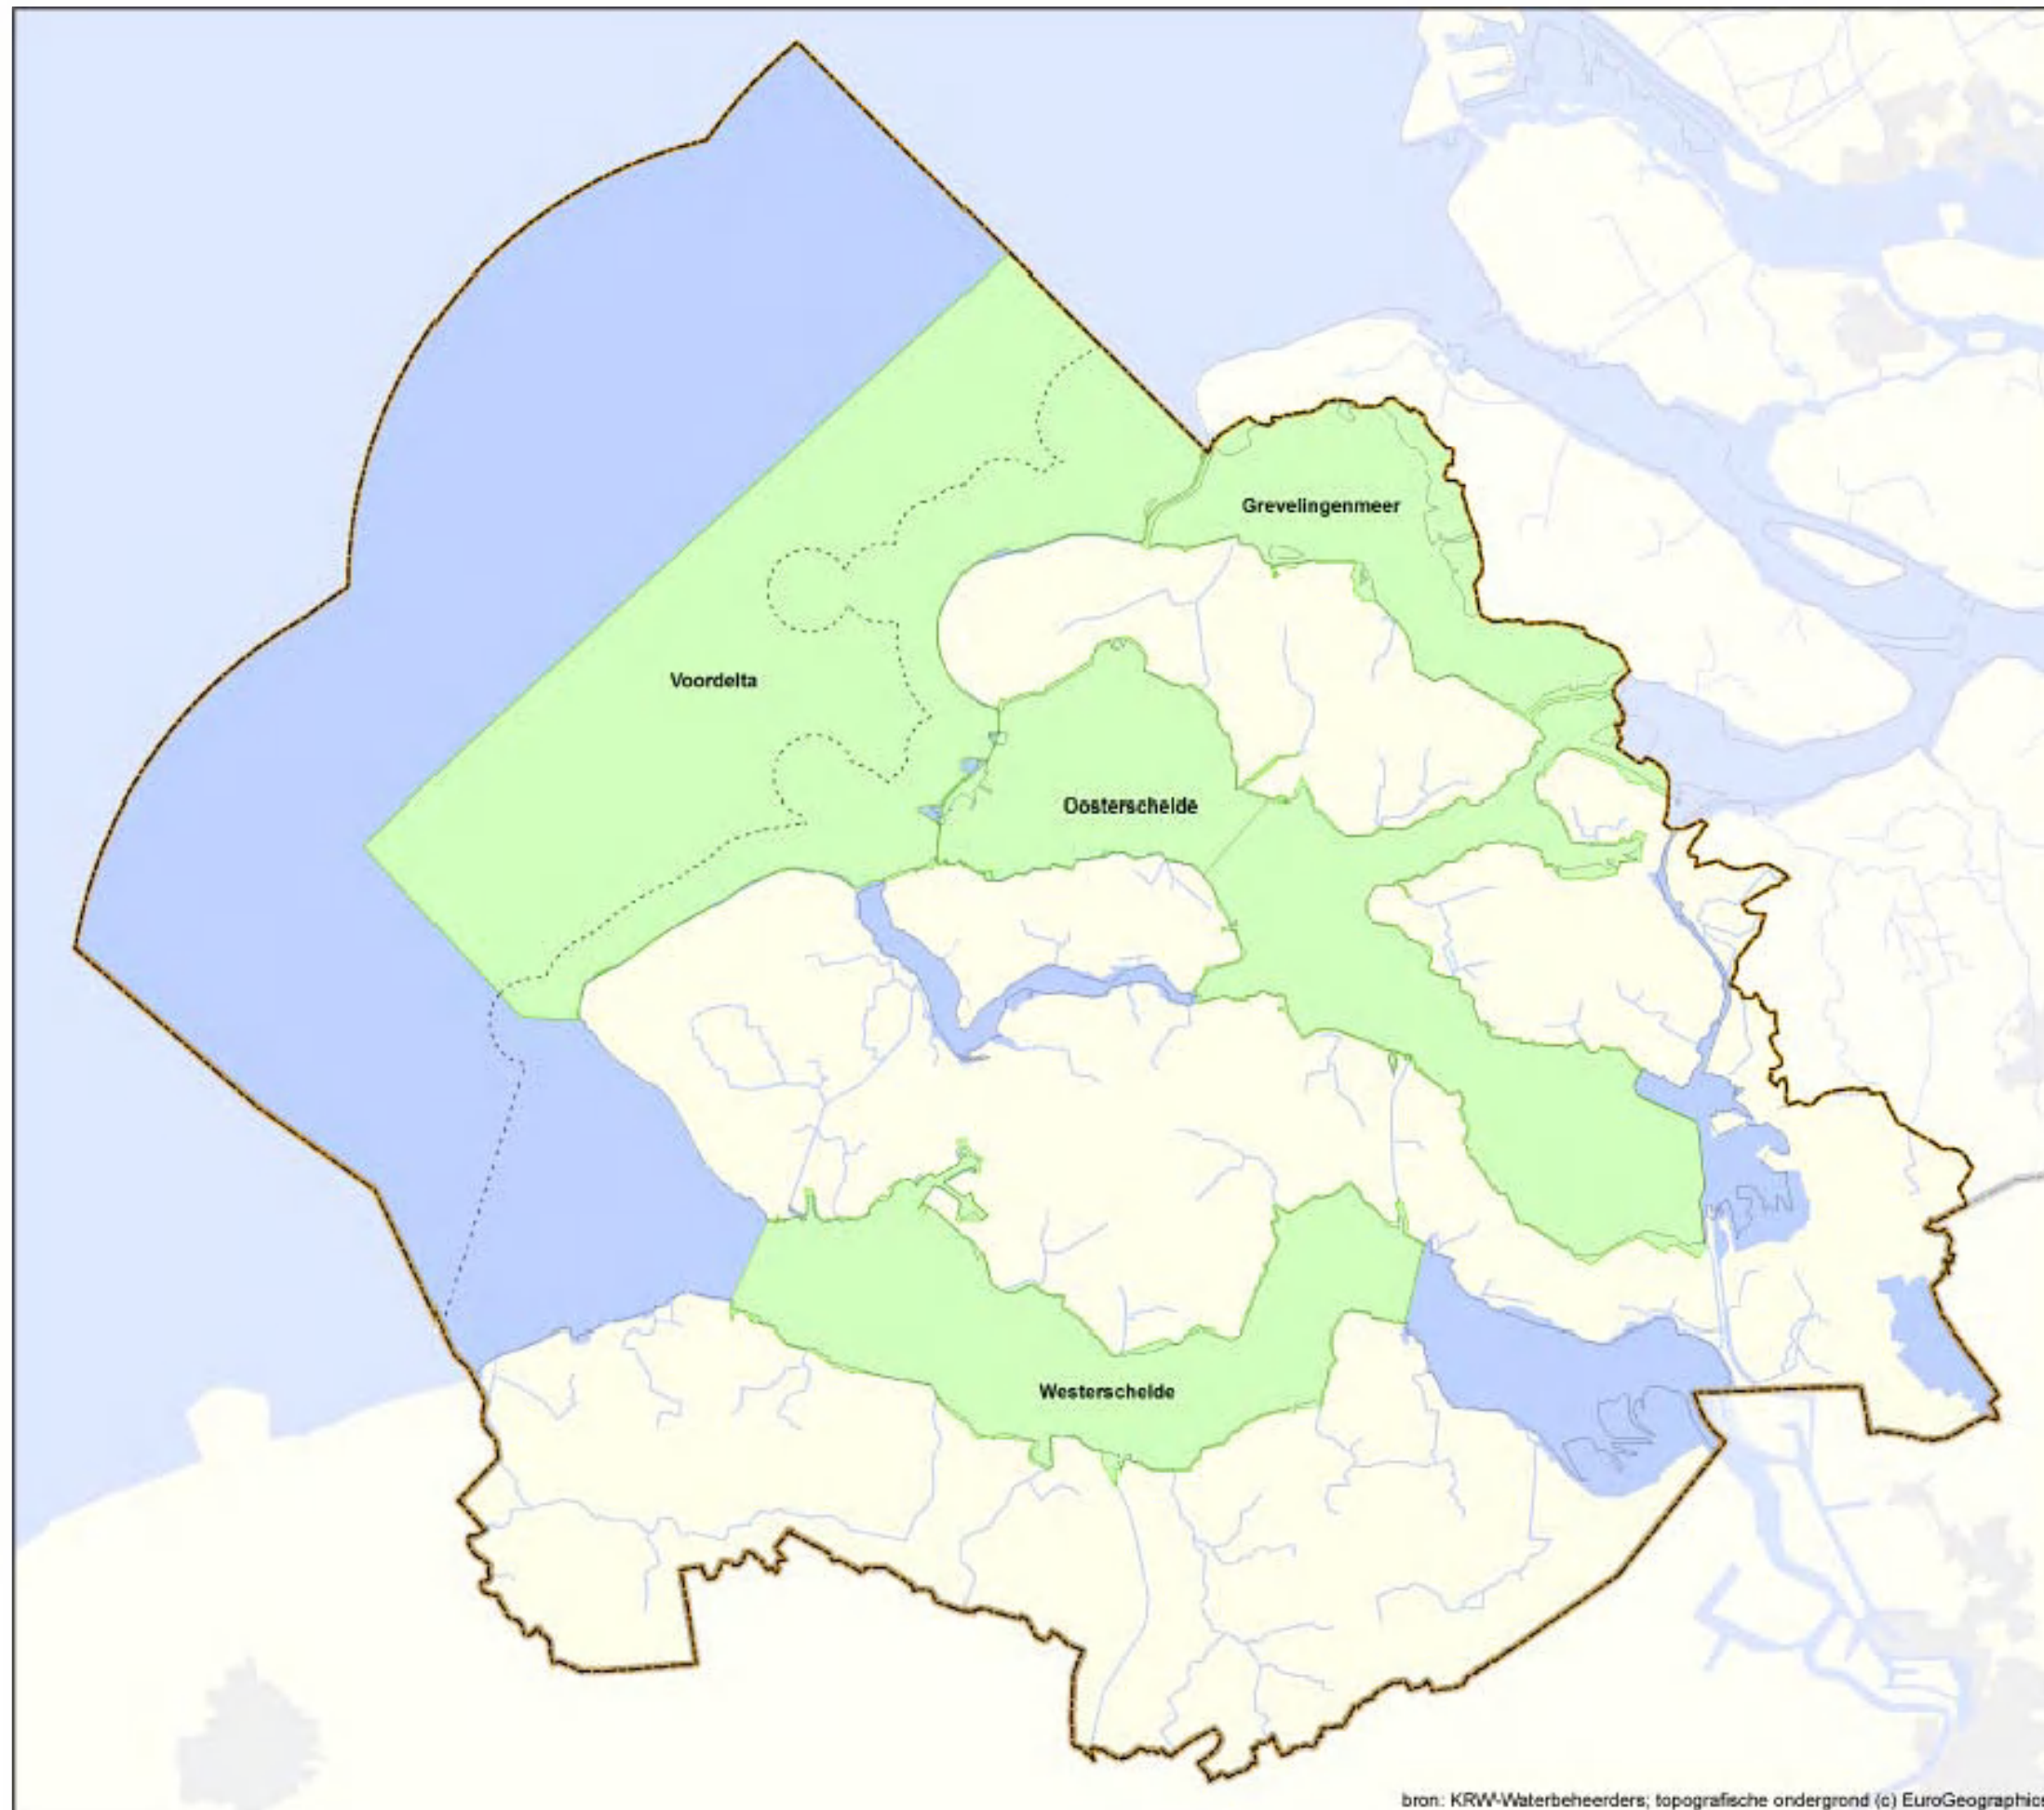 Grevelingenmeer
Voordelta
Oosterschelde
Westerschelde
bron: KRW-Waterbeheerders; topografische ondergrond (c) EuroGeographics